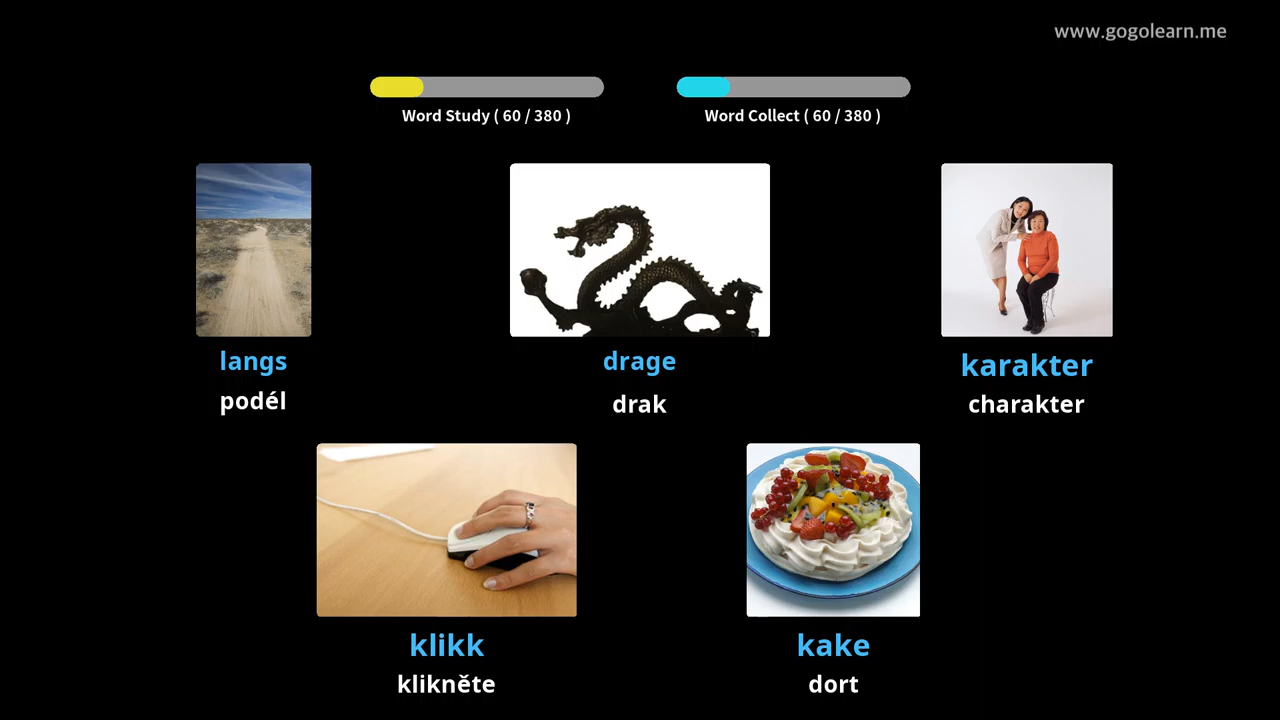 www.gogolearn.me
Word Study ( 60 / 380 )
Word Collect ( 60 / 380 )
langs
podél
drage
drak
karakter
charakter
klikk
klikněte
kake
dort